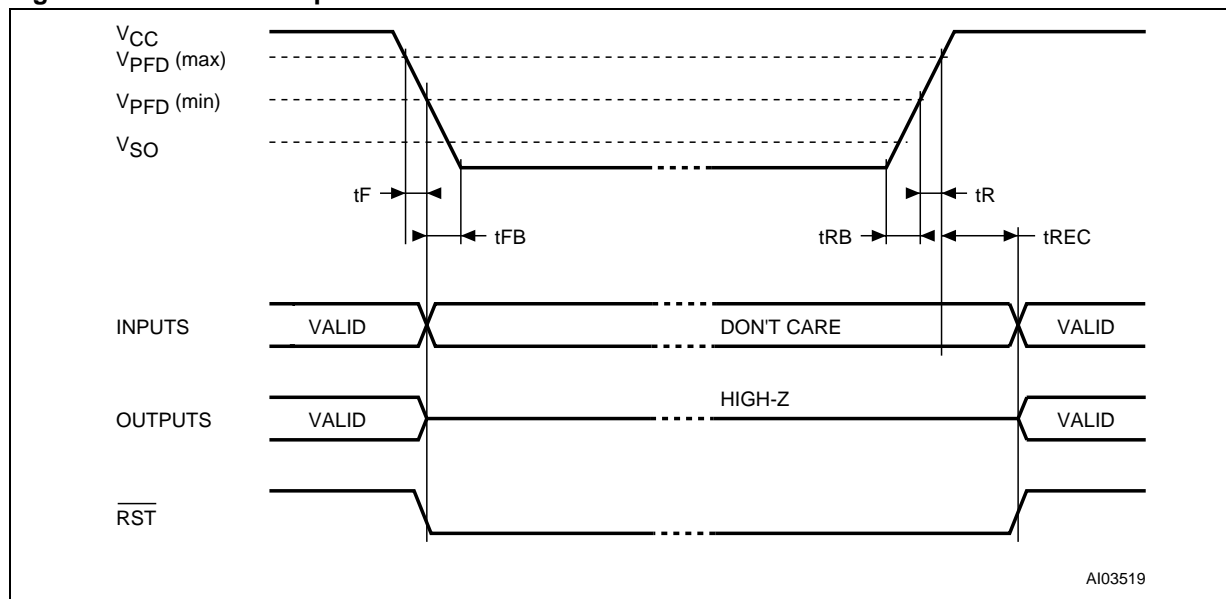 VCC
VPFD (max)
VPFD (min)
VSO
tF
tR
tFB
tRB
tREC
INPUTS VALID DON'T CARE VALID
HIGH-Z
OUTPUTS VALID VALID
RST
AI03519